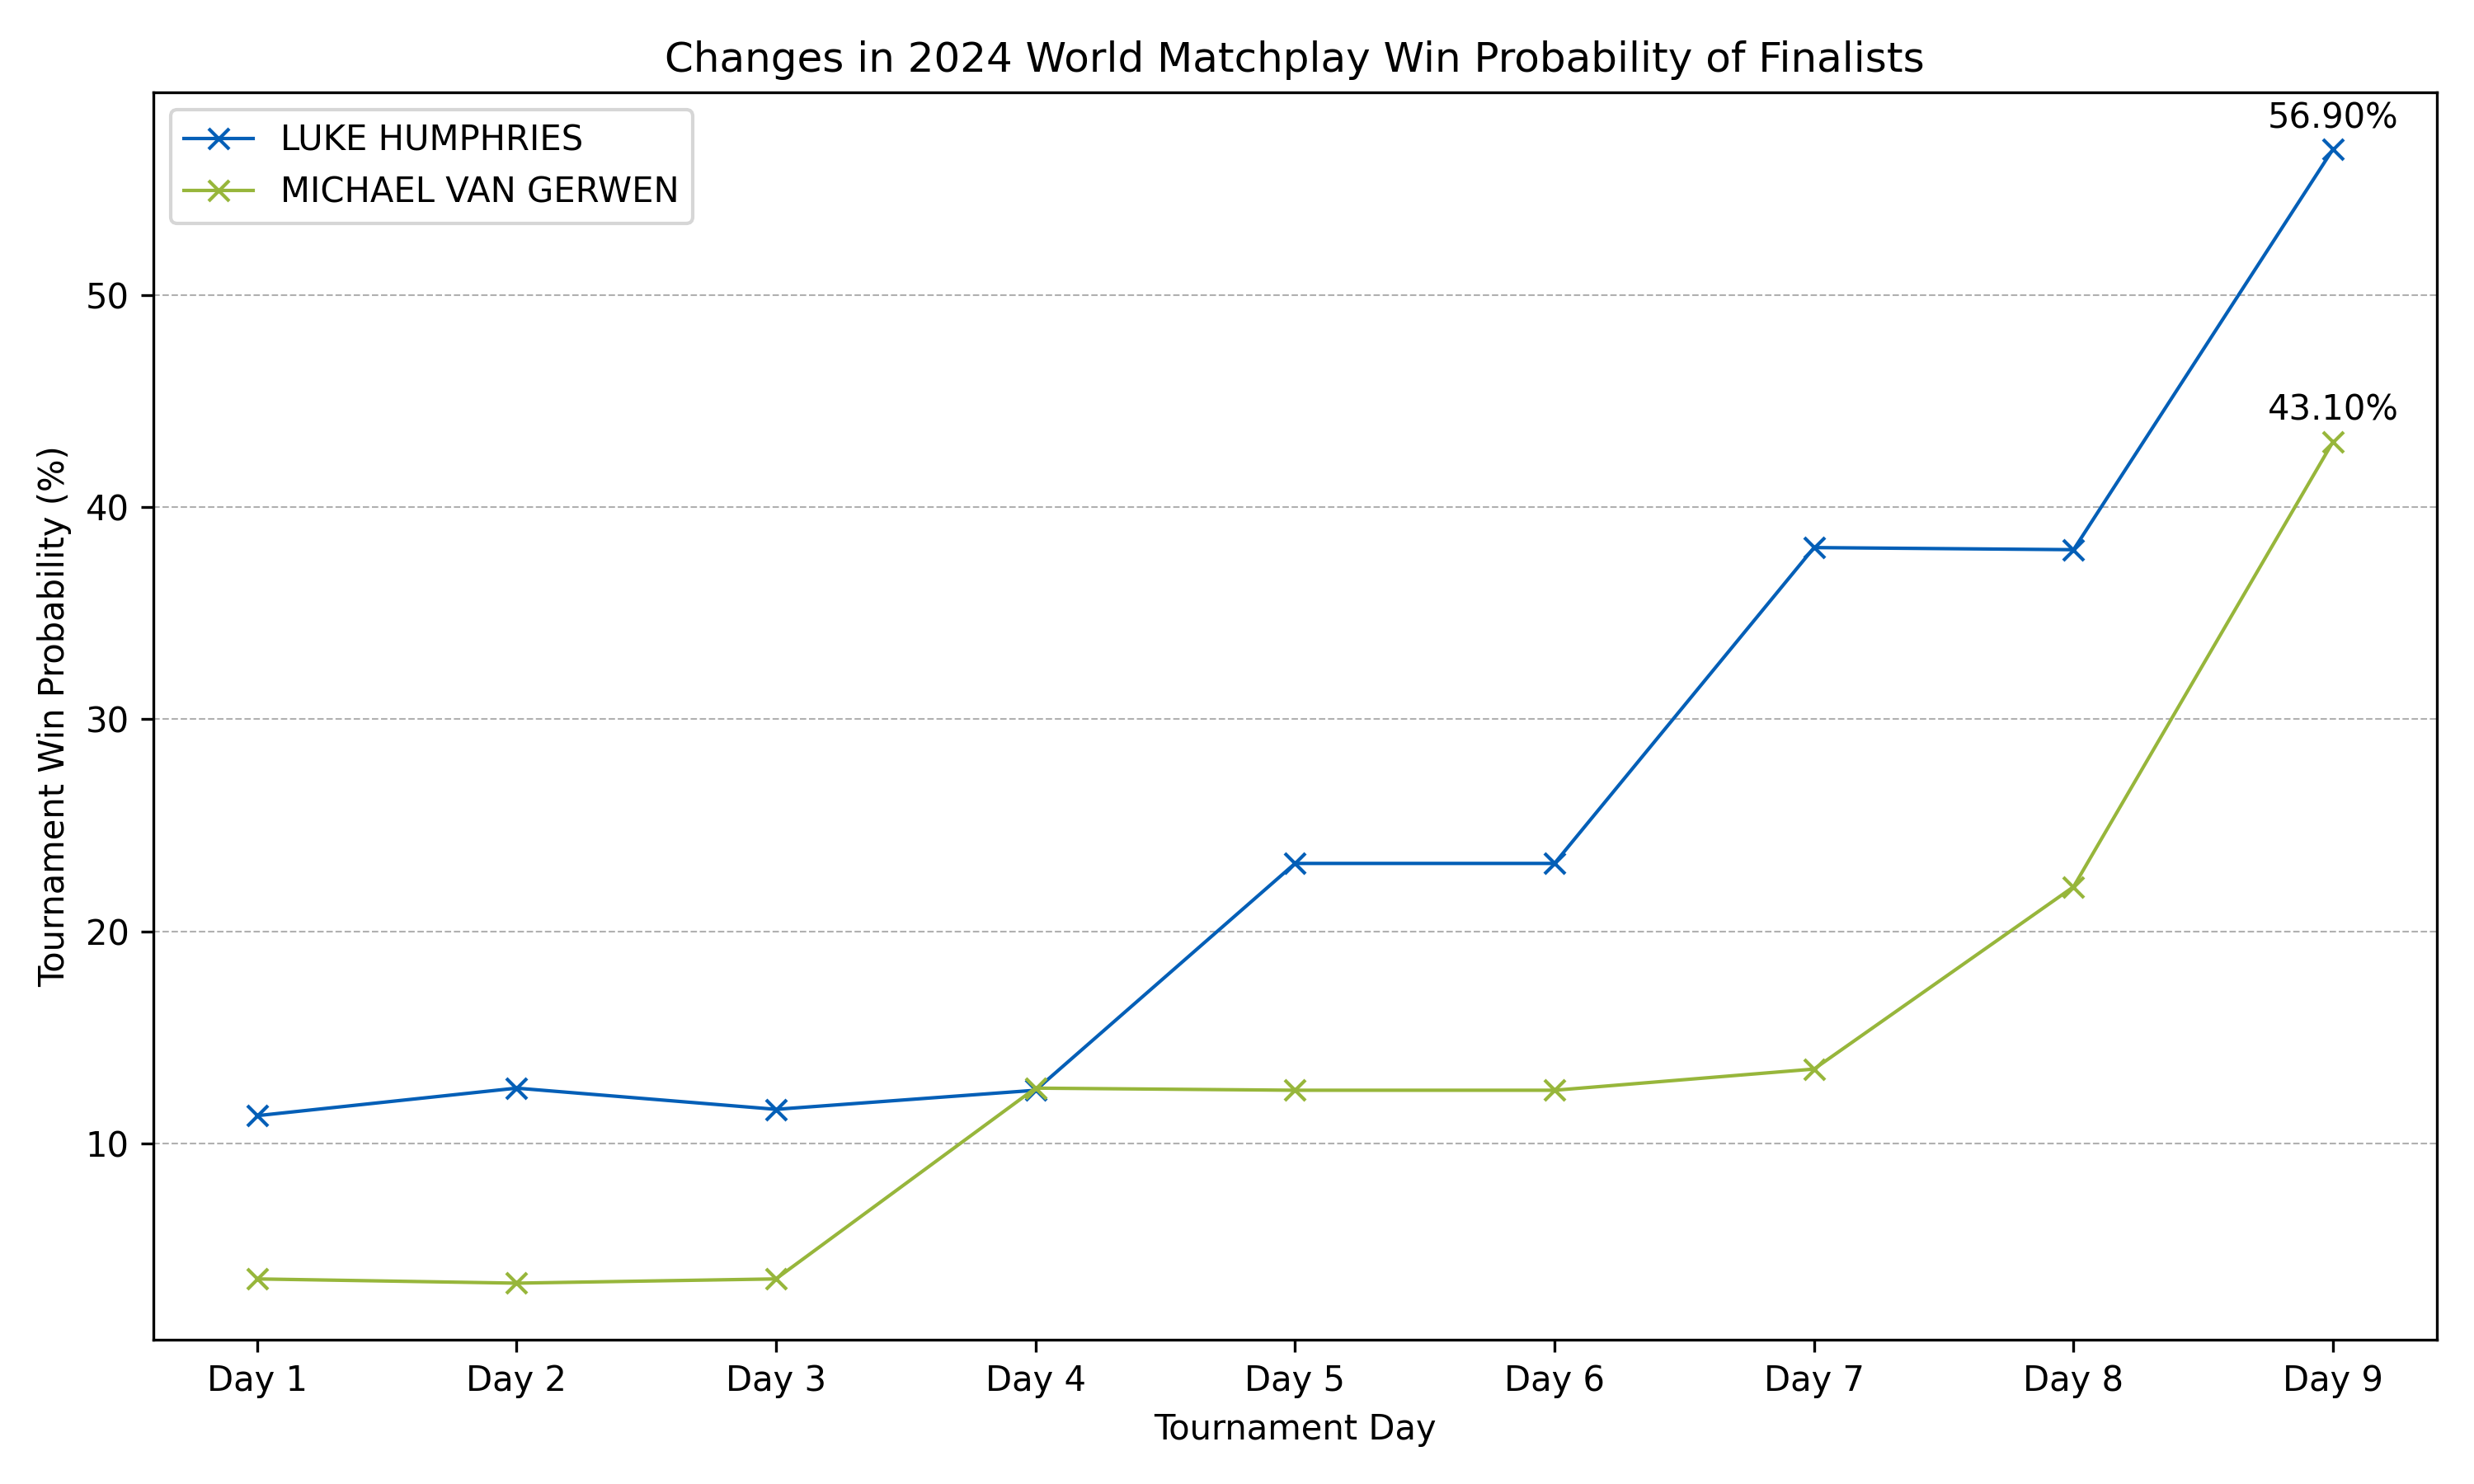 Changes in 2024 World Matchplay Win Probability of Finalists
LUKE HUMPHRIES
MICHAEL VAN GERWEN
56.90%
43.10%
Tournament Win Probability (%)
50
40
30
20
10
Day 1
Day 2
Day 3
Day 4
Day 5
Day 6
Day 7
Day 8
Day 9
Tournament Day